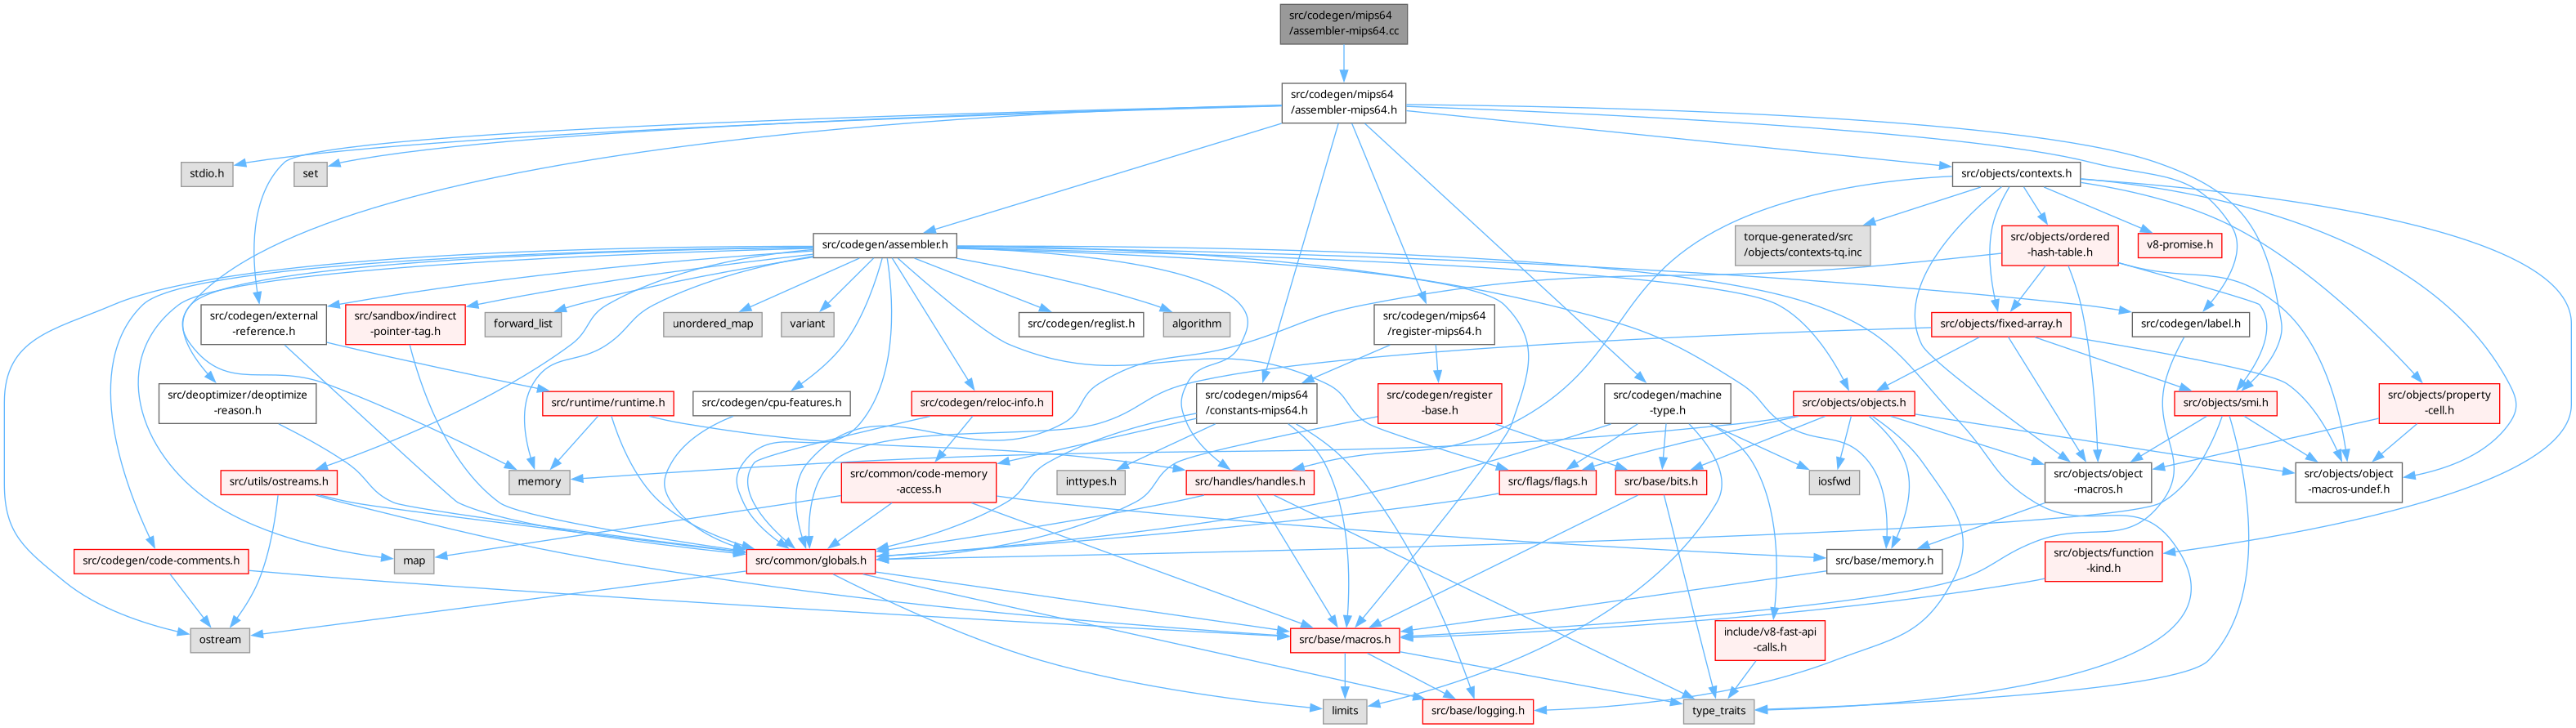 src/codegen/mips64
/assembler-mips64.cc
src/codegen/mips64
/assembler-mips64.h
stdio.h
set
src/objects/contexts.h
src/codegen/assembler.h
torque-generated/src
/objects/contexts-tq.inc
src/objects/ordered
-hash-table.h
v8-promise.h
src/codegen/external
-reference.h
src/sandbox/indirect
-pointer-tag.h
forward_list
unordered_map
variant
src/codegen/reglist.h
algorithm
src/codegen/mips64
/register-mips64.h
src/objects/fixed-array.h
src/codegen/label.h
src/deoptimizer/deoptimize
-reason.h
src/runtime/runtime.h
src/codegen/cpu-features.h
src/codegen/reloc-info.h
src/codegen/mips64
/constants-mips64.h
src/codegen/register
-base.h
src/codegen/machine
-type.h
src/objects/objects.h
src/objects/smi.h
src/objects/property
-cell.h
src/utils/ostreams.h
memory
src/common/code-memory
-access.h
inttypes.h
src/handles/handles.h
src/flags/flags.h
src/base/bits.h
iosfwd
src/objects/object
-macros.h
src/objects/object
-macros-undef.h
src/codegen/code-comments.h
map
src/common/globals.h
src/base/memory.h
src/objects/function
-kind.h
ostream
src/base/macros.h
include/v8-fast-api
-calls.h
limits
src/base/logging.h
type_traits